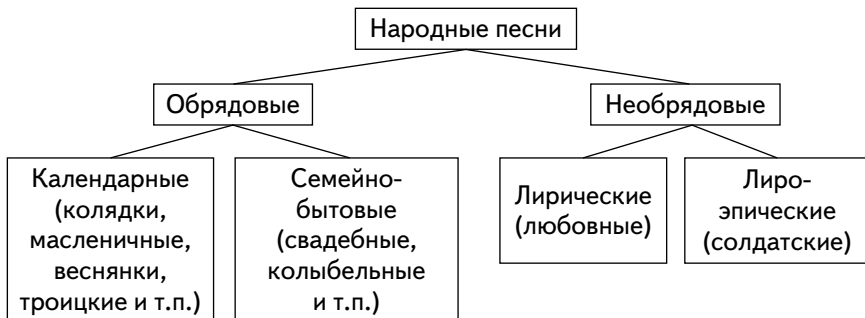 Народные песни
Обрядовые
Необрядовые
Календарные
(колядки,
масленичные,
веснянки,
троицкие и т.п.)
Семейно-
бытовые
(свадебные,
колыбельные
и т.п.)
Лирические
(любовные)
Лиро-
эпические
(солдатские)